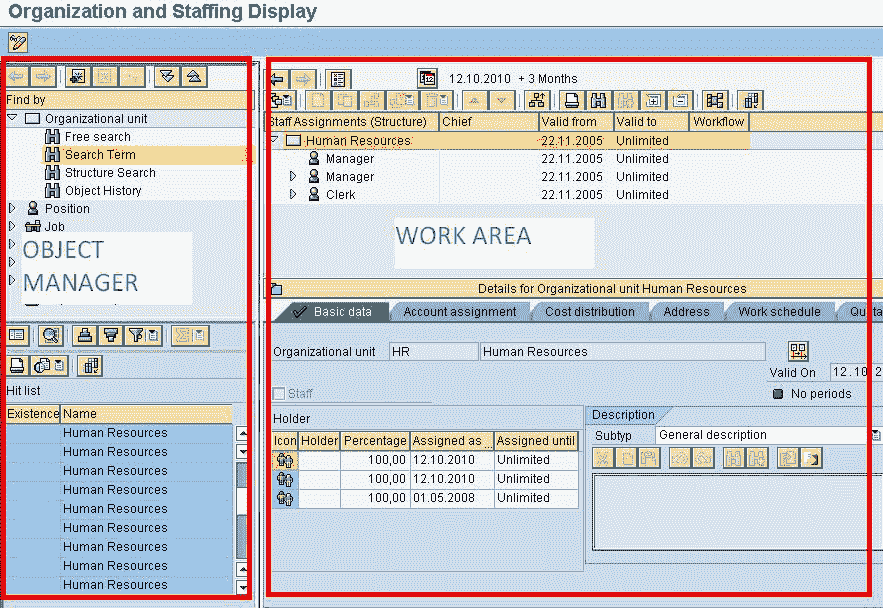 Organization and Staffing Display
Find by
Organizational unit
Free search
Search Term
Structure Search
Object History
Position
Job
OBJECT
MANAGER
Hit list
Existence Name
Human Resources
Human Resources
Human Resources
Human Resources
Human Resources
Human Resources
Human Resources
Human Resources
Human Resources
12.10.2010 + 3 Months
Staff Assignments (Structure) Chief Valid from Valid to Workflow
Human Resources 22.11.2005 Unlimited
Manager 22.11.2005 Unlimited
Manager 22.11.2005 Unlimited
Clerk 22.11.2005 Unlimited
WORK AREA
Details for Organizational unit Human Resources
Basic data Account assignment Cost distribution Address Work schedule Quota
Organizational unit HR Human Resources
Valid On 12.10.2
No periods
Staff
Holder
Icon Holder Percentage Assigned as ... Assigned until
100,00 12.10.2010 Unlimited
100,00 12.10.2010 Unlimited
100,00 01.05.2008 Unlimited
Description
Subtyp General description